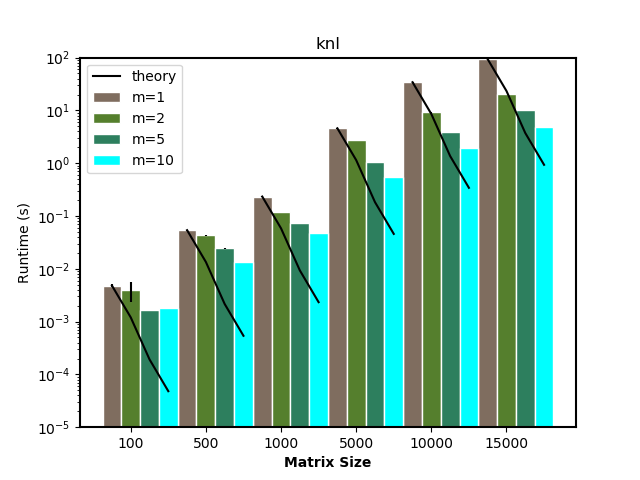 knl
theory
m=1
m=2
m=5
m=10
10²
10¹
10⁰
10⁻¹
10⁻²
10⁻³
10⁻⁴
10⁻⁵
Runtime (s)
100 500 1000 5000 10000 15000
Matrix Size